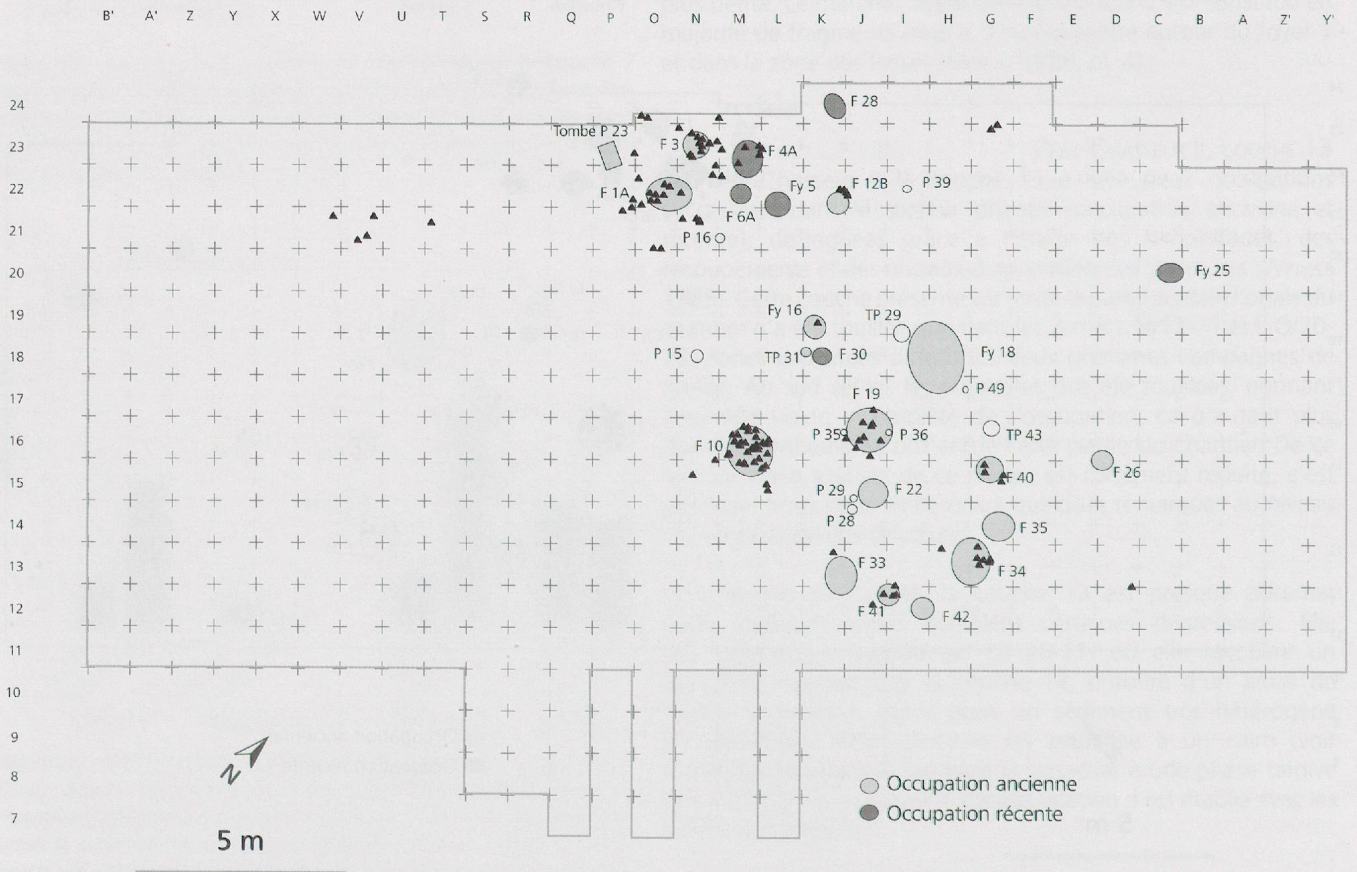 B' A' Z Y X W V U T S R Q P O N M L K J I H G F E D C B A Z' Y'
24
F 28
Tombe P 23
23
F 3
F 4A
22
F 1A
Fy 5
F 12B
P 39
F 6A
21
P 16
20
Fy 25
19
Fy 16
TP 29
18
P 15
TP 31
F 30
Fy 18
P 49
17
F 19
16
F 10
P 35
P 36
TP 43
15
F 40
F 26
P 29
F 22
14
P 28
F 35
13
F 33
F 34
12
F 41
F 42
11
10
9
N
8
Occupation ancienne
7
Occupation récente
5 m